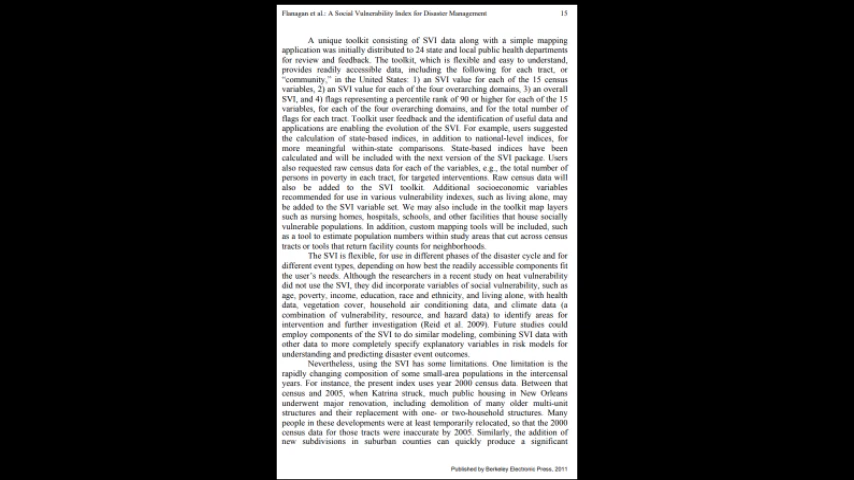 Flanagan et al.: A Social Vulnerability Index for Disaster Management 15
A unique toolkit consisting of SVI data along with a simple mapping
application was initially distributed to 24 state and local public health departments
for review and feedback. The toolkit, which is flexible and easy to understand,
provides readily accessible data, including the following for each tract, or
“community,” in the United States: 1) an SVI value for each of the 15 census
variables, 2) an SVI value for each of the four overarching domains, 3) an overall
SVI, and 4) flags representing a percentile rank of 90 or higher for each of the 15
variables, for each of the four overarching domains, and for the total number of
flags for each tract. Toolkit user feedback and the identification of useful data and
applications are enabling the evolution of the SVI. For example, users suggested
the calculation of state-based indices, in addition to national-level indices, for
more meaningful within-state comparisons. State-based indices have been
calculated and will be included with the next version of the SVI package. Users
also requested raw census data for each of the variables, e.g., the total number of
persons in poverty in each tract, for targeted interventions. Raw census data will
also be added to the SVI toolkit. Additional socioeconomic variables
recommended for use in various vulnerability indexes, such as living alone, may
be added to the SVI variable set. We may also include in the toolkit map layers
such as nursing homes, hospitals, schools, and other facilities that house socially
vulnerable populations. In addition, custom mapping tools will be included, such
as a tool to estimate population numbers within study areas that cut across census
tracts or tools that return facility counts for neighborhoods.
The SVI is flexible, for use in different phases of the disaster cycle and for
different event types, depending on how best the readily accessible components fit
the user’s needs. Although the researchers in a recent study on heat vulnerability
did not use the SVI, they did incorporate variables of social vulnerability, such as
age, poverty, income, education, race and ethnicity, and living alone, with health
data, vegetation cover, household air conditioning data, and climate data (a
combination of vulnerability, resource, and hazard data) to identify areas for
intervention and further investigation (Reid et al. 2009). Future studies could
employ components of the SVI to do similar modeling, combining SVI data with
other data to more completely specify explanatory variables in risk models for
understanding and predicting disaster event outcomes.
Nevertheless, using the SVI has some limitations. One limitation is the
rapidly changing composition of some small-area populations in the intercensal
years. For instance, the present index uses year 2000 census data. Between that
census and 2005, when Katrina struck, much public housing in New Orleans
underwent major renovation, including demolition of many older multi-unit
structures and their replacement with one- or two-household structures. Many
people in these developments were at least temporarily relocated, so that the 2000
census data for those tracts were inaccurate by 2005. Similarly, the addition of
new subdivisions in suburban counties can quickly produce a significant
Published by Berkeley Electronic Press, 2011